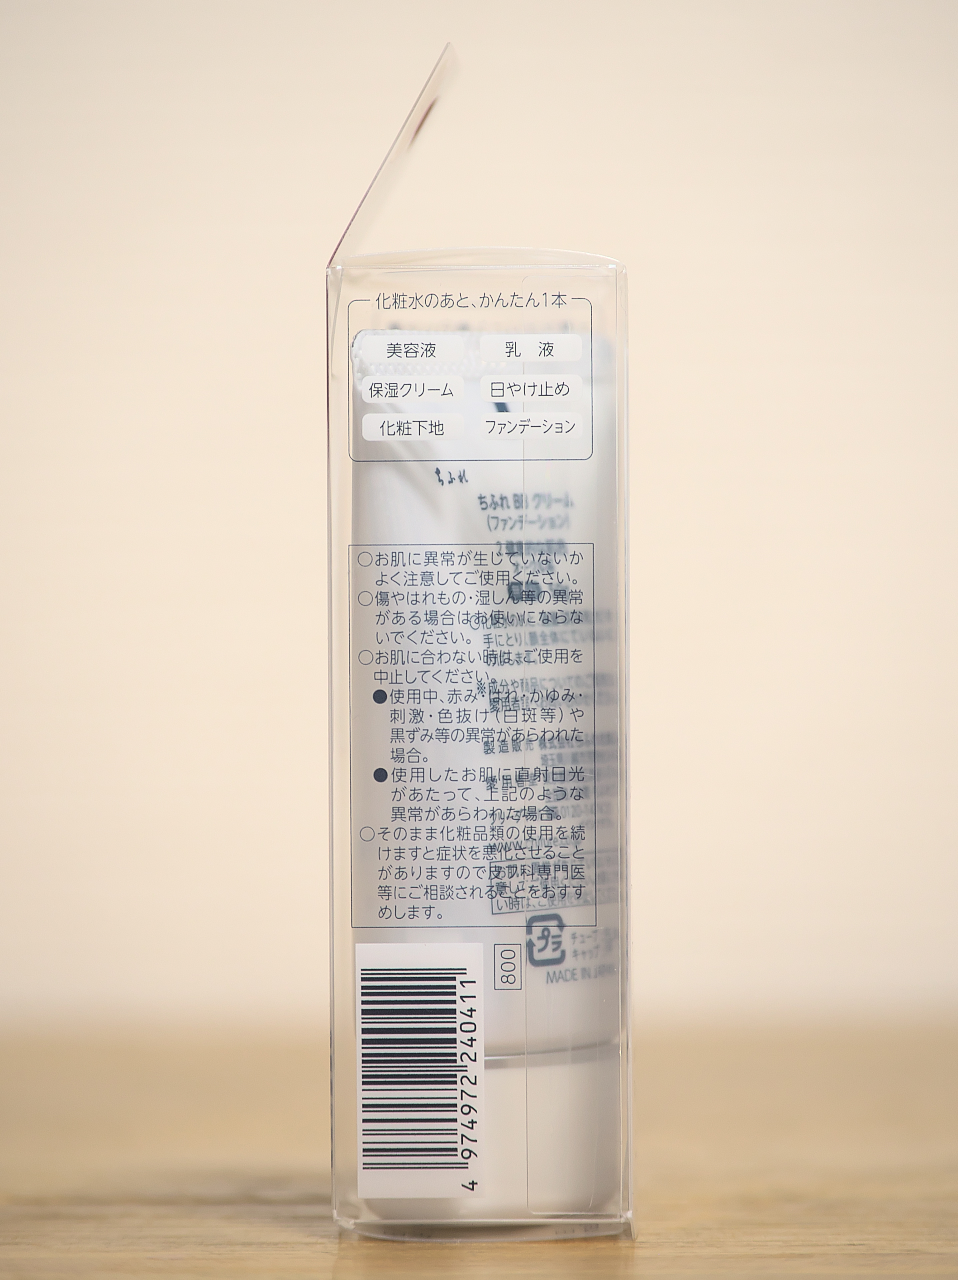 化粧水のあと、かんたん1本
美容液
乳 液
保湿クリーム
日やけ止め
化粧下地
ファンデーション
ちふれ
ちふれ BB クリーム
(ファンデーション)
○お肌に異常が生じていないか
よく注意してご使用ください。
○傷やはれもの・湿しん等の異常
がある場合はお使いにならな
いでください。
○お肌に合わない時は、ご使用を
中止してください。
●使用中、赤み・はれ・かゆみ・
刺激・色抜け(白斑等)や
黒ずみ等の異常があらわれた
場合。
●使用したお肌に直射日光
があたって、上記のような
異常があらわれた場合。
○そのまま化粧品類の使用を続
けますと症状を悪化させること
がありますので皮フ科専門医
等にご相談されることをおすす
めします。
プラ
MADE IN
800
4 974972 240411